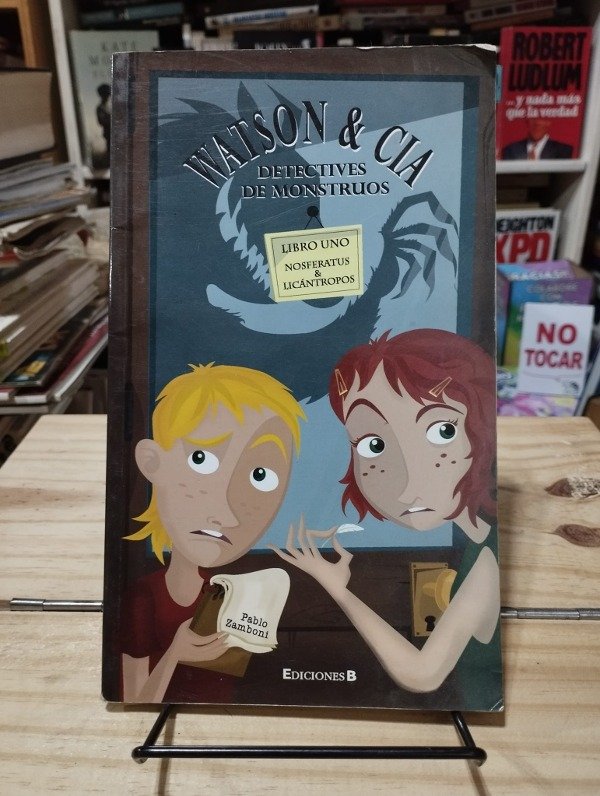 WATSON & CIA
DETECTIVES
DE MONSTRUOS
LIBRO UNO
NOSFERATUS
&
LICÁNTROPOS
Pablo
Zamboni
EDICIONES B
ROBERT
LUDLUM
...y nada más
que la verdad
NO
TOCAR